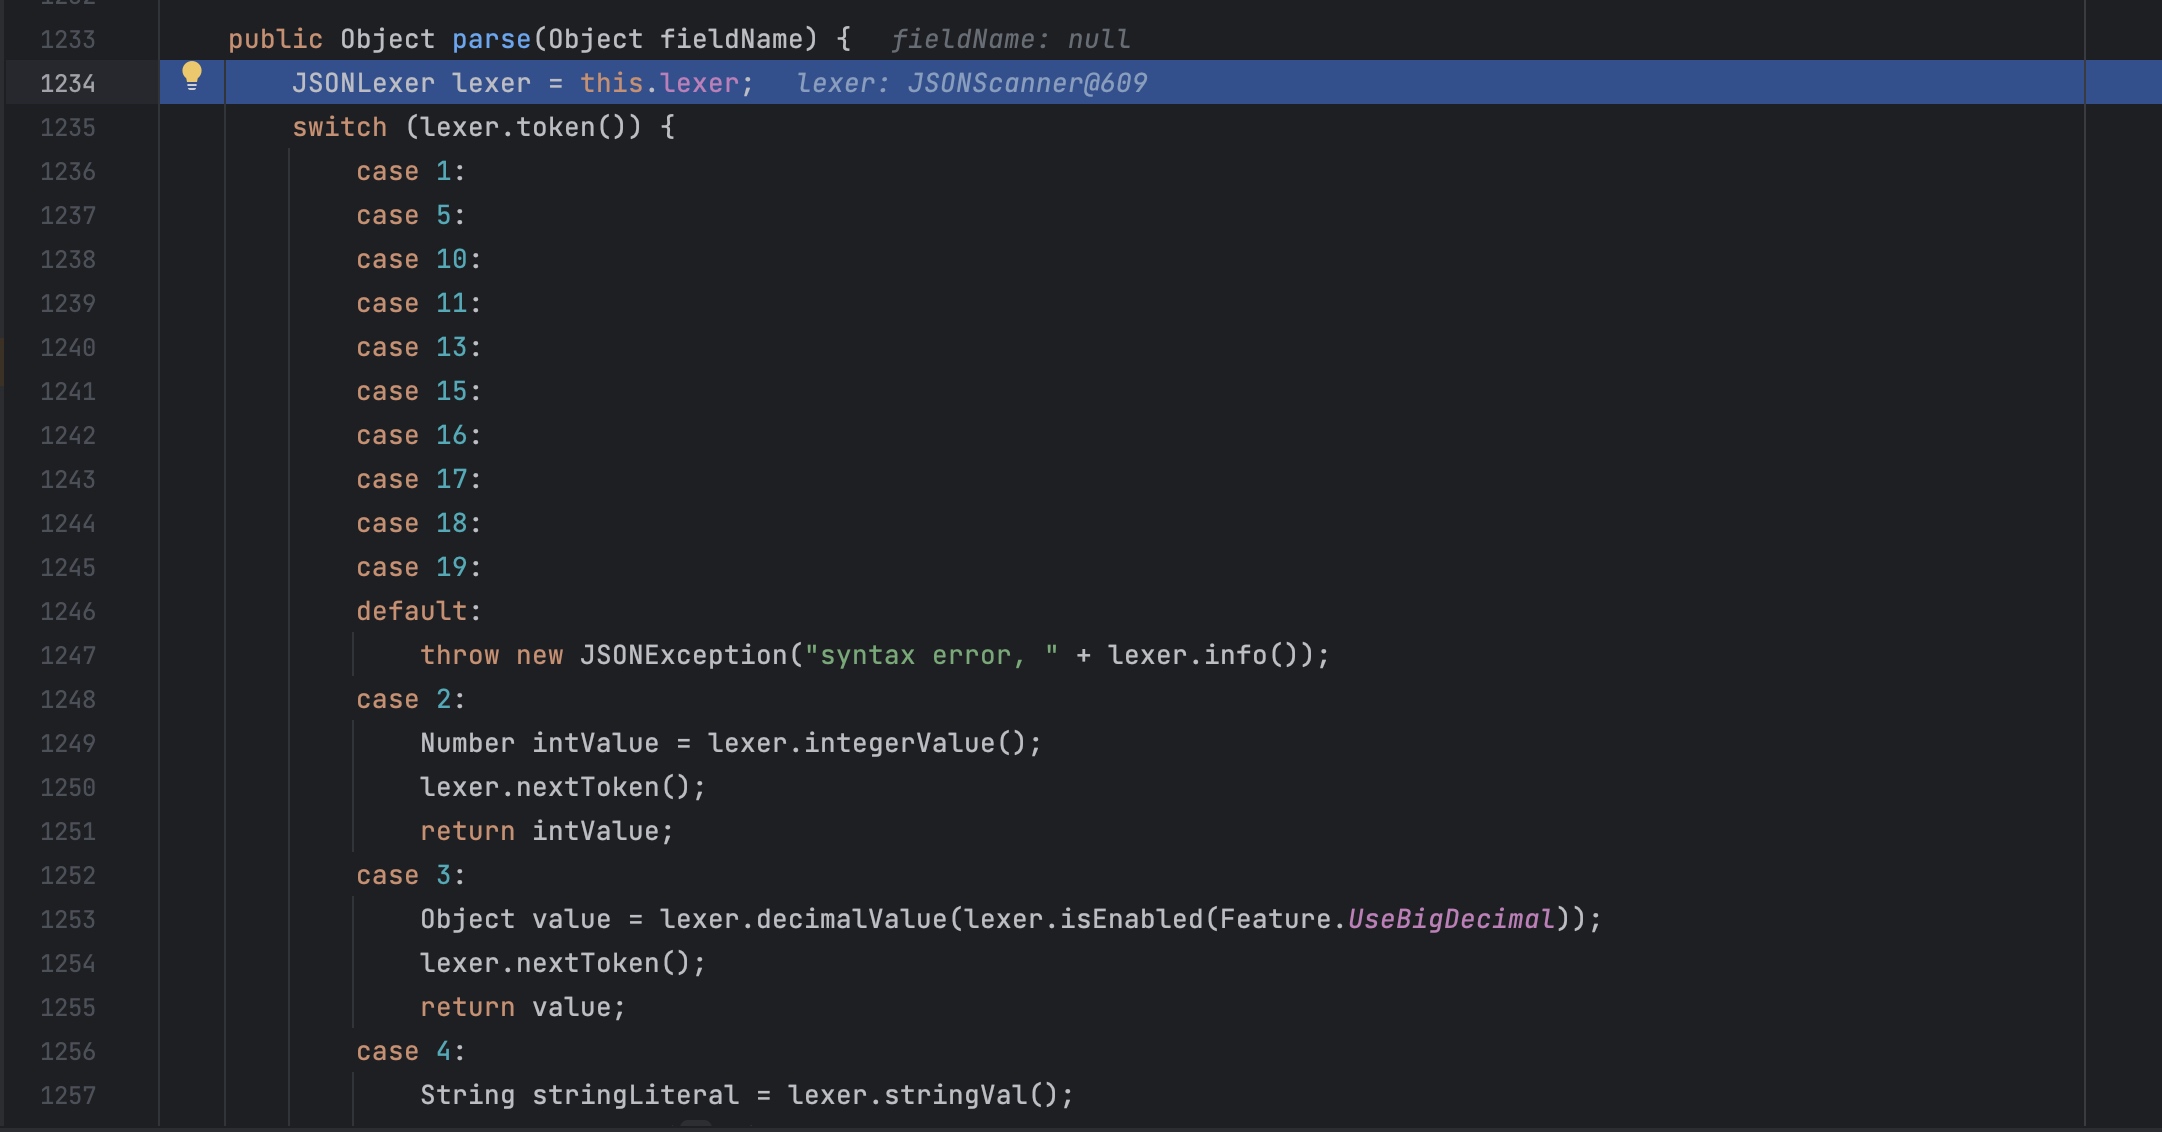 1233 public Object parse(Object fieldName) { fieldName: null
1234 JSONLexer lexer = this.lexer; lexer: JSONScanner@609
1235 switch (lexer.token()) {
1236 case 1:
1237 case 5:
1238 case 10:
1239 case 11:
1240 case 13:
1241 case 15:
1242 case 16:
1243 case 17:
1244 case 18:
1245 case 19:
1246 default:
1247 throw new JSONException("syntax error, " + lexer.info());
1248 case 2:
1249 Number intValue = lexer.integerValue();
1250 lexer.nextToken();
1251 return intValue;
1252 case 3:
1253 Object value = lexer.decimalValue(lexer.isEnabled(Feature.UseBigDecimal));
1254 lexer.nextToken();
1255 return value;
1256 case 4:
1257 String stringLiteral = lexer.stringVal();